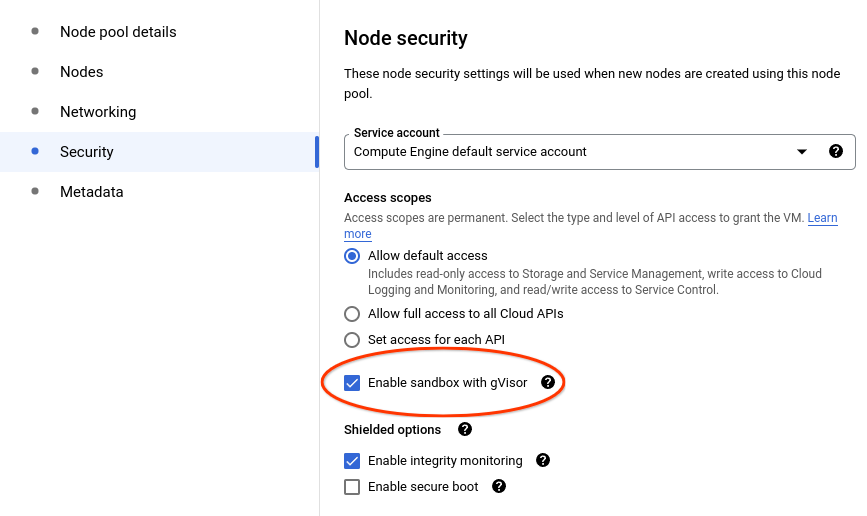 Node pool details
Nodes
Networking
Security
Metadata
Node security
These node security settings will be used when new nodes are created using this node
pool.
Service account
Compute Engine default service account
Access scopes
Access scopes are permanent. Select the type and level of API access to grant the VM. Learn
more
Allow default access
Includes read-only access to Storage and Service Management, write access to Cloud
Logging and Monitoring, and read/write access to Service Control.
Allow full access to all Cloud APIs
Set access for each API
Enable sandbox with gVisor
Shielded options
Enable integrity monitoring
Enable secure boot